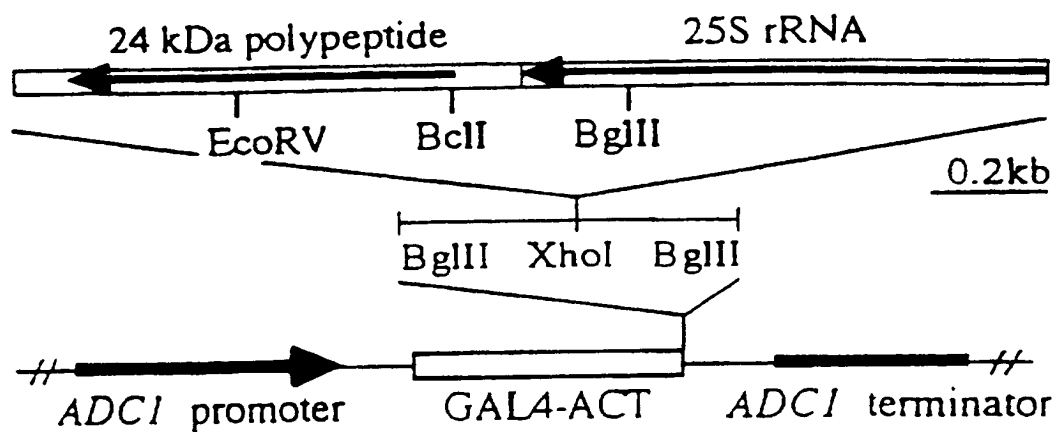 24 kDa polypeptide 25S rRNA
EcoRV BclI BglII
0.2kb
BglII XhoI BglII
ADC1 promoter GAL4-ACT ADC1 terminator